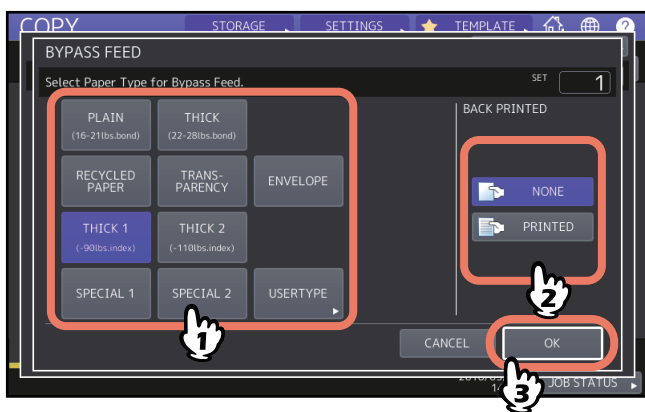 COPY STORAGE SETTINGS TEMPLATE ?
BYPASS FEED
Select Paper Type for Bypass Feed.
SET 1
PLAIN
(16-21lbs.bond)
THICK
(22-28lbs.bond)
RECYCLED
PAPER
TRANS-
PARENCY
ENVELOPE
THICK 1
(-90lbs.index)
THICK 2
(-110lbs.index)
SPECIAL 1
SPECIAL 2
USERTYPE
1
BACK PRINTED
NONE
PRINTED
2
CANCEL
OK
3
JOB STATUS